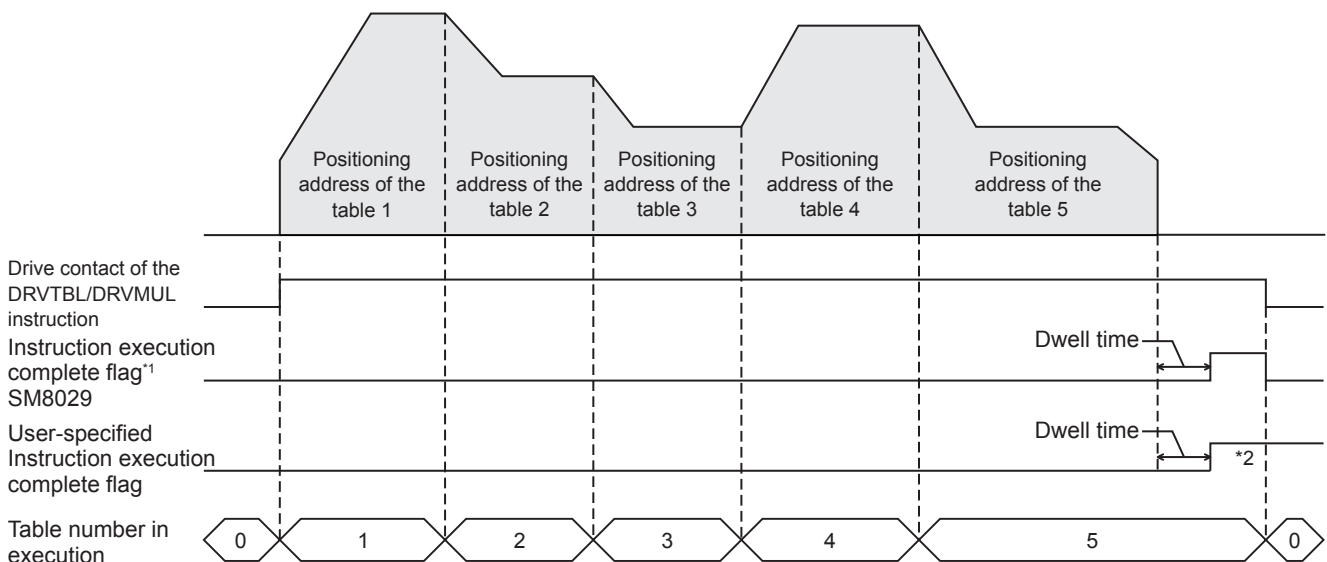 Positioning
address of the
table 1
Positioning
address of the
table 2
Positioning
address of the
table 3
Positioning
address of the
table 4
Positioning
address of the
table 5
Drive contact of the
DRVTBL/DRVMUL
instruction
Instruction execution
complete flag*1
SM8029
Dwell time
User-specified
Instruction execution
complete flag
Dwell time
*2
Table number in
execution
0 1 2 3 4 5 0